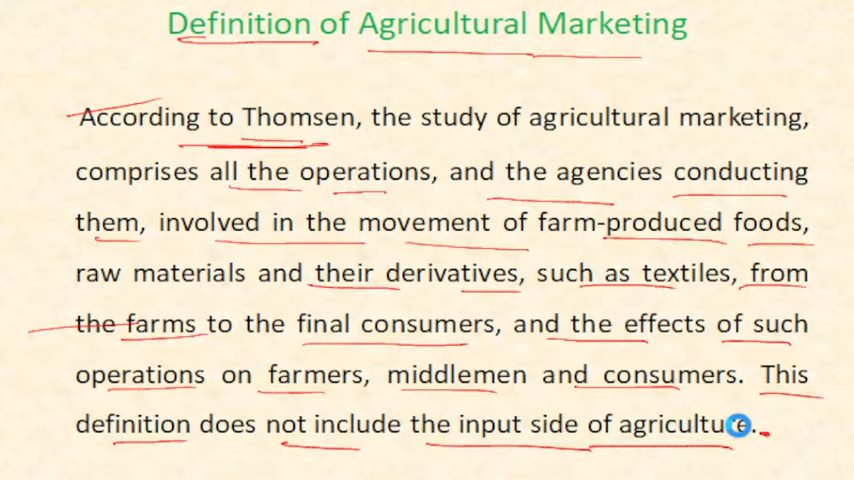 Definition of Agricultural Marketing
According to Thomsen, the study of agricultural marketing,
comprises all the operations, and the agencies conducting
them, involved in the movement of farm-produced foods,
raw materials and their derivatives, such as textiles, from
the farms to the final consumers, and the effects of such
operations on farmers, middlemen and consumers. This
definition does not include the input side of agriculture.